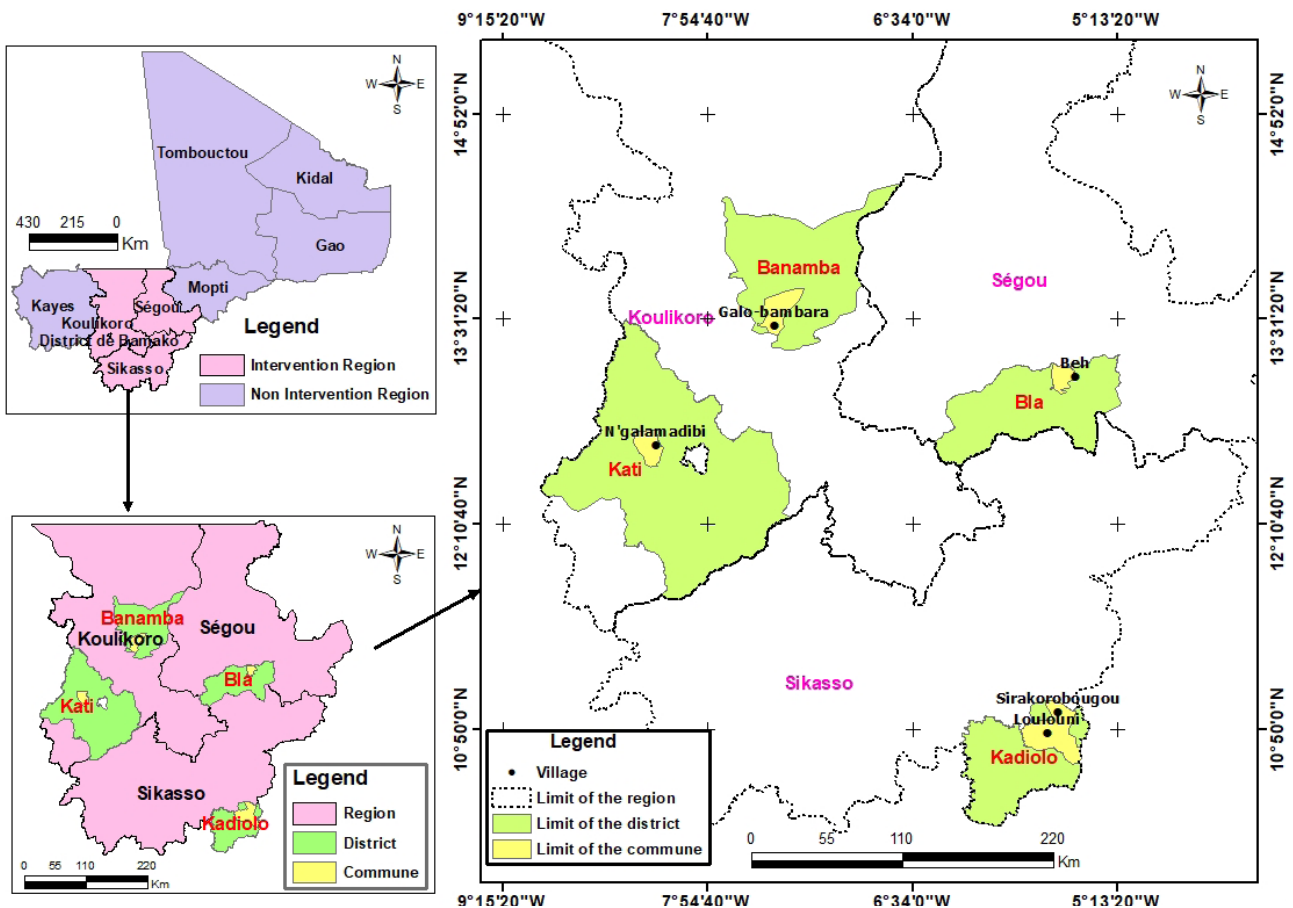 N
W E
S
Tombouctou
Kidal
Gao
430 215 0
Km
Mopti
Kayes
Ségou
Koulikoro
District de Bamako
Sikasso
Legend
Intervention Region
Non Intervention Region
N
W E
S
Banamba
Koulikoro
Ségou
Bla
Kati
Sikasso
Kadiolo
0 55 110 220
Km
Legend
Region
District
Commune
9°15'20"W 7°54'40"W 6°34'0"W 5°13'20"W
14°52'0"N
13°31'20"N
12°10'40"N
10°50'0"N
N
W E
S
Banamba
Galo-bambara
Koulikoro
Ségou
Beh
Bla
N'galamadibi
Kati
Sikasso
Sirakorobougou
Loulouni
Kadiolo
Legend
Village
Limit of the region
Limit of the district
Limit of the commune
0 55 110 220
Km
14°52'0"N
13°31'20"N
12°10'40"N
10°50'0"N
9°15'20"W 7°54'40"W 6°34'0"W 5°13'20"W